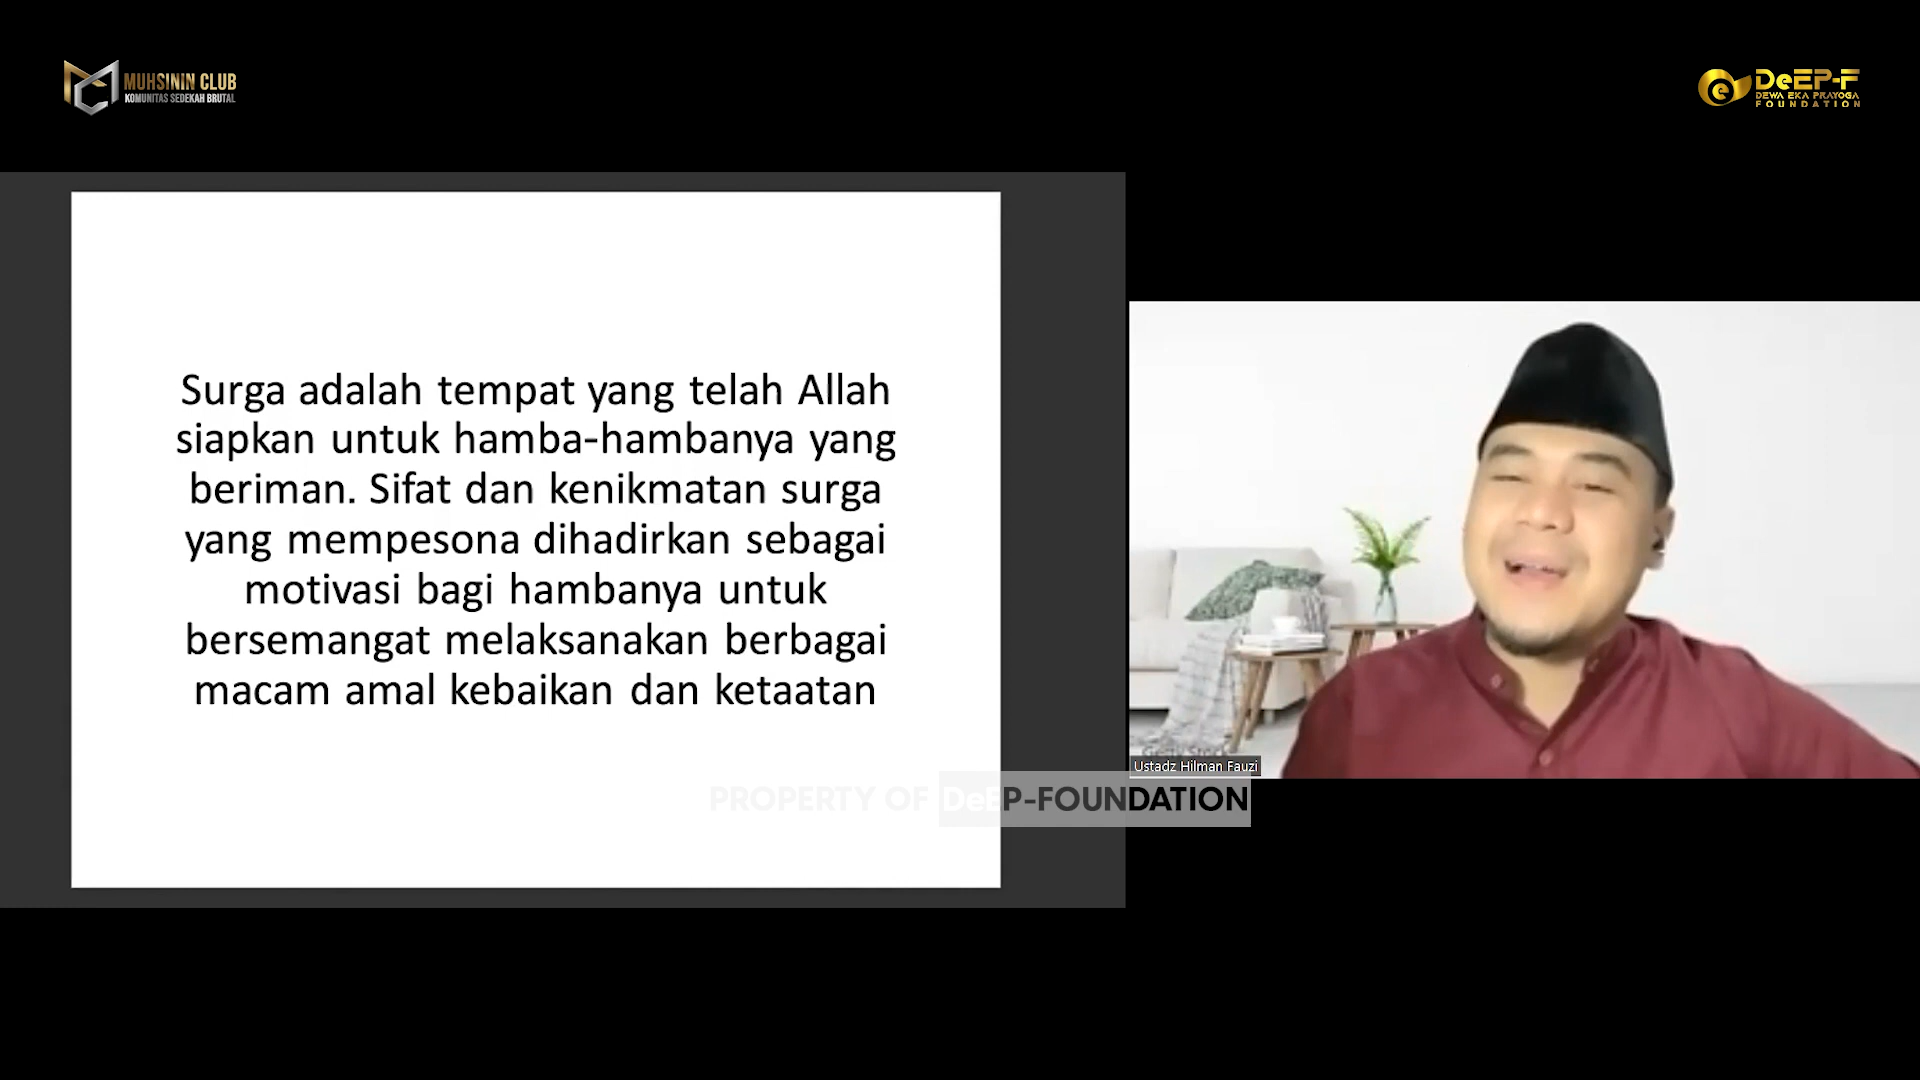 MUHSININ CLUB
KOMUNITAS SEDEKAH BRUTAL
DeEP-F
DEWA EKA PRAYOGA
FOUNDATION
Surga adalah tempat yang telah Allah
siapkan untuk hamba-hambanya yang
beriman. Sifat dan kenikmatan surga
yang mempesona dihadirkan sebagai
motivasi bagi hambanya untuk
bersemangat melaksanakan berbagai
macam amal kebaikan dan ketaatan
Ustadz Hilman Fauzi
PROPERTY OF DeEP-FOUNDATION